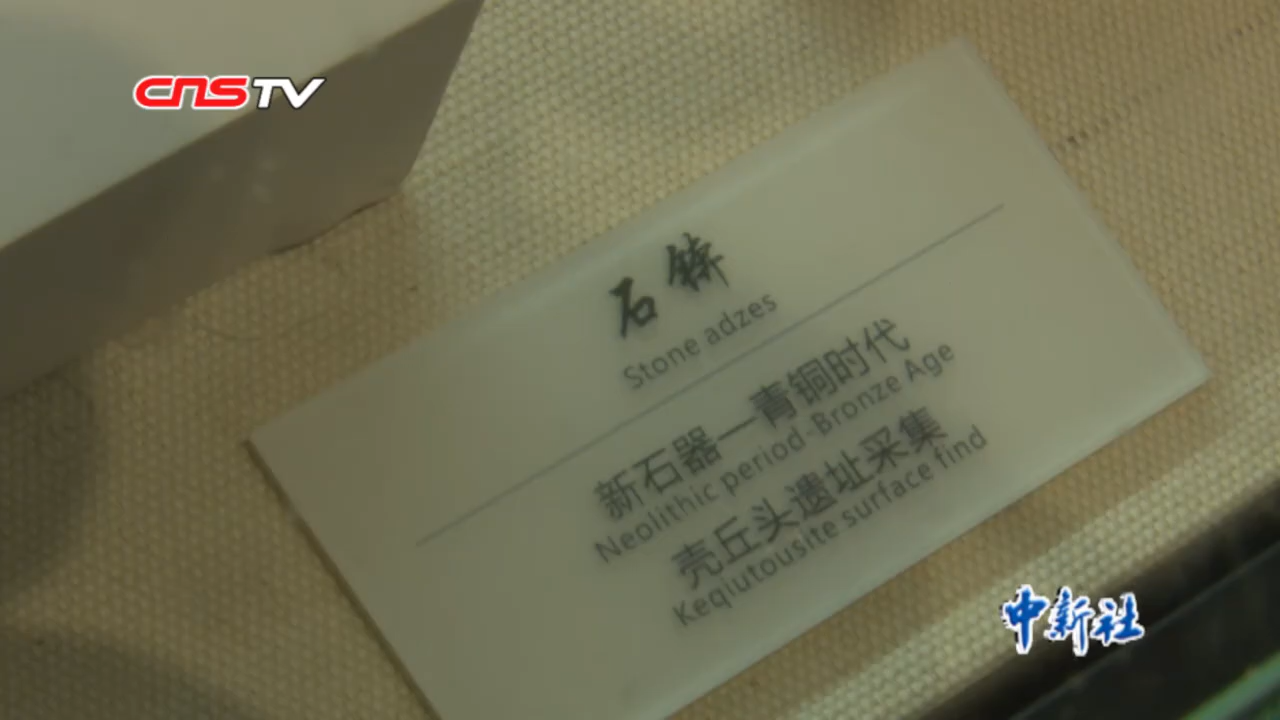 CNSTV
石锛
Stone adzes
新石器—青铜时代
Neolithic period-Bronze Age
壳丘头遗址采集
Keqiutousite surface find
中新社